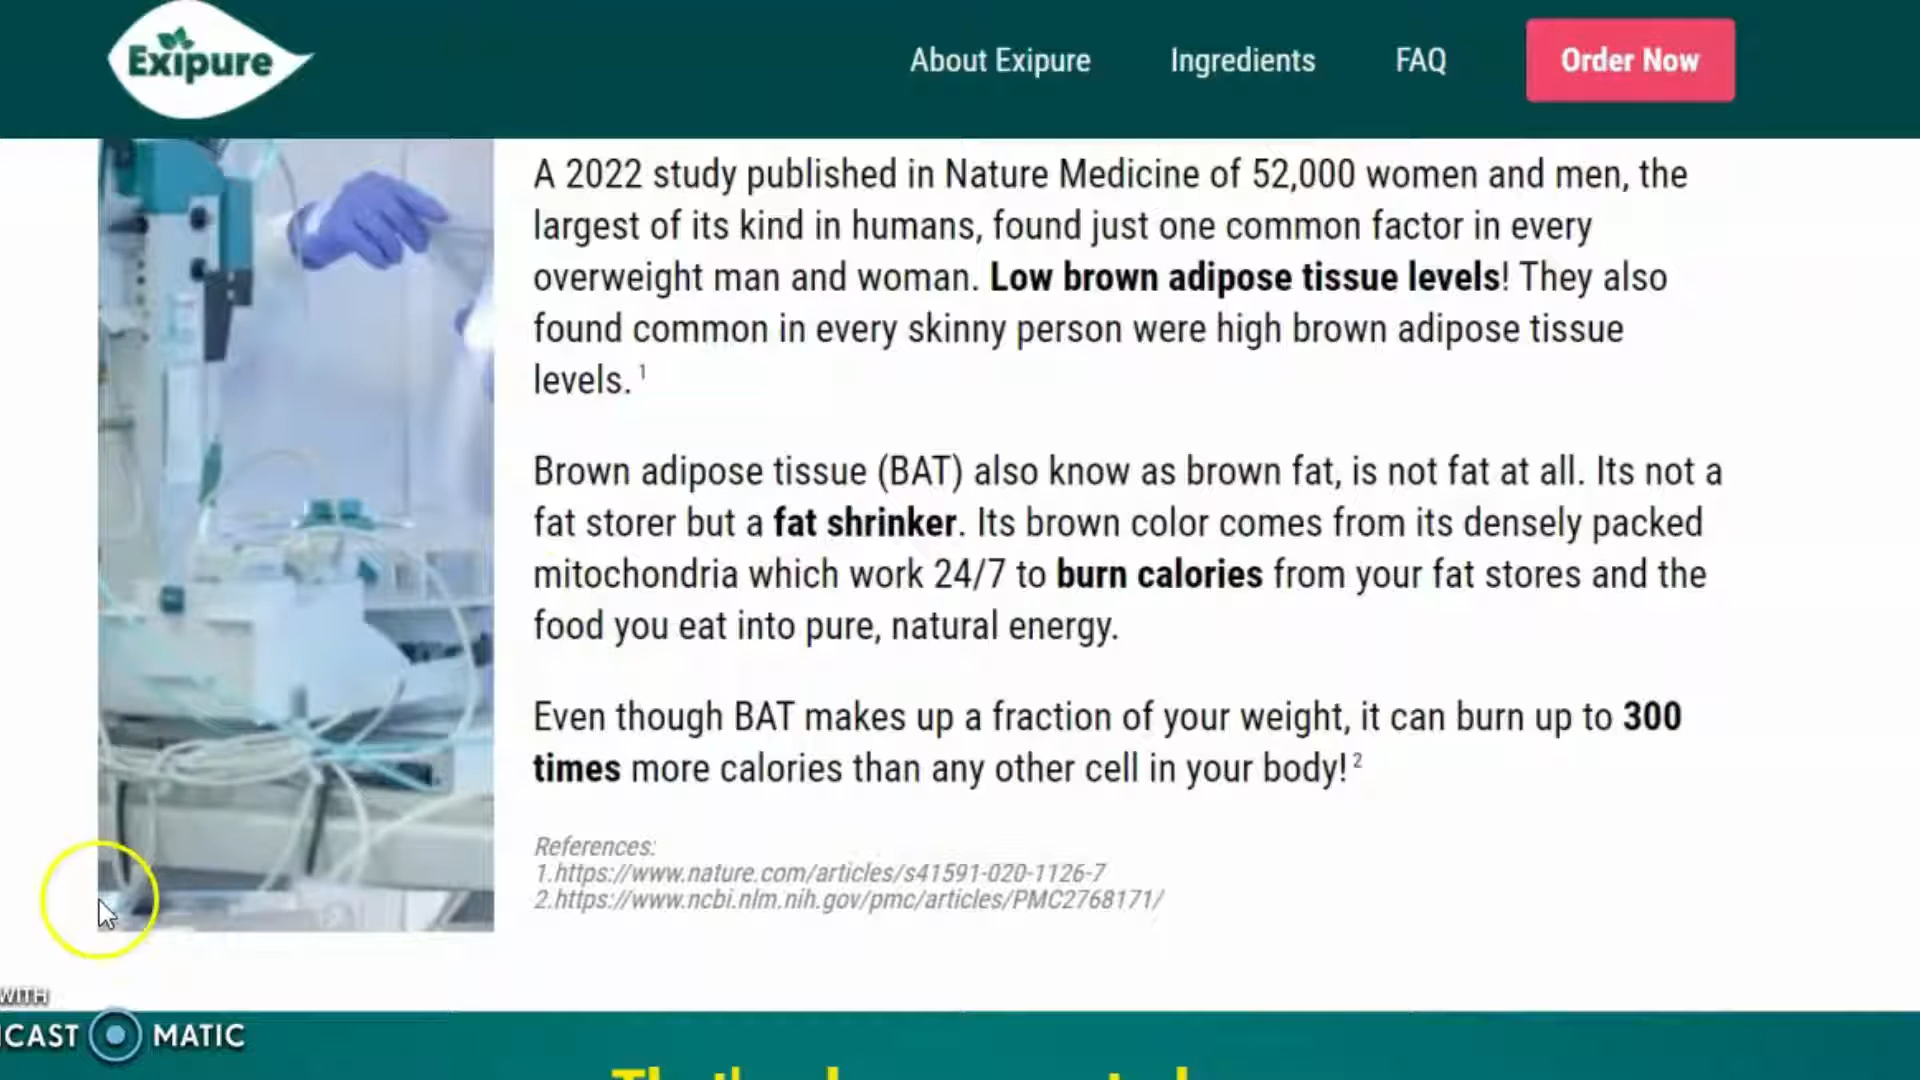 Exipure
About Exipure
Ingredients
FAQ
Order Now
A 2022 study published in Nature Medicine of 52,000 women and men, the
largest of its kind in humans, found just one common factor in every
overweight man and woman. Low brown adipose tissue levels! They also
found common in every skinny person were high brown adipose tissue
levels. 1
Brown adipose tissue (BAT) also know as brown fat, is not fat at all. Its not a
fat storer but a fat shrinker. Its brown color comes from its densely packed
mitochondria which work 24/7 to burn calories from your fat stores and the
food you eat into pure, natural energy.
Even though BAT makes up a fraction of your weight, it can burn up to 300
times more calories than any other cell in your body! 2
References:
1.https://www.nature.com/articles/s41591-020-1126-7
2.https://www.ncbi.nlm.nih.gov/pmc/articles/PMC2768171/
WITH
CAST MATIC